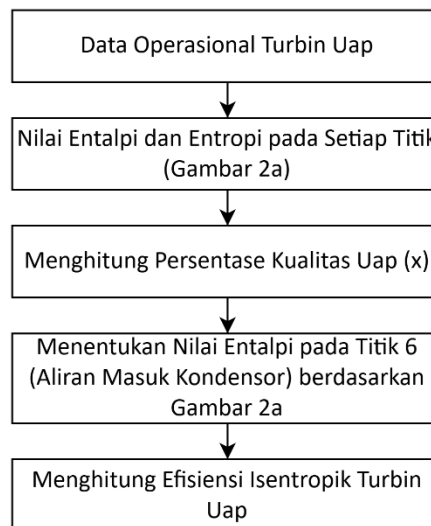 Data Operasional Turbin Uap
Nilai Entalpi dan Entropi pada Setiap Titik
(Gambar 2a)
Menghitung Persentase Kualitas Uap (x)
Menentukan Nilai Entalpi pada Titik 6
(Aliran Masuk Kondensor) berdasarkan
Gambar 2a
Menghitung Efisiensi Isentropik Turbin
Uap